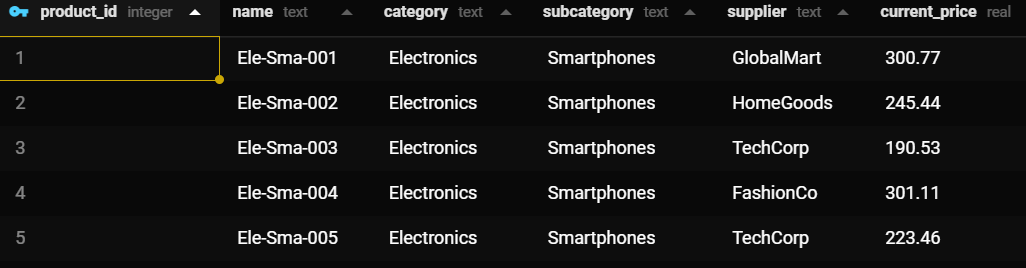 product_id integer name text category text subcategory text supplier text current_price real
1 Ele-Sma-001 Electronics Smartphones GlobalMart 300.77
2 Ele-Sma-002 Electronics Smartphones HomeGoods 245.44
3 Ele-Sma-003 Electronics Smartphones TechCorp 190.53
4 Ele-Sma-004 Electronics Smartphones FashionCo 301.11
5 Ele-Sma-005 Electronics Smartphones TechCorp 223.46